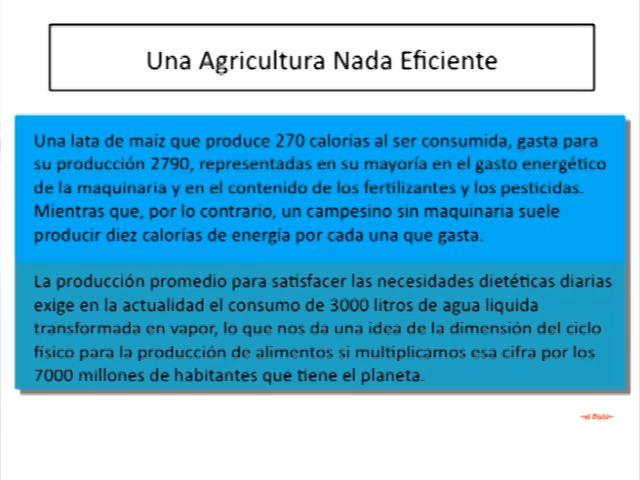 Una Agricultura Nada Eficiente
Una lata de maíz que produce 270 calorías al ser consumida, gasta para
su producción 2790, representadas en su mayoría en el gasto energético
de la maquinaria y en el contenido de los fertilizantes y los pesticidas.
Mientras que, por lo contrario, un campesino sin maquinaria suele
producir diez calorías de energía por cada una que gasta.
La producción promedio para satisfacer las necesidades dietéticas diarias
exige en la actualidad el consumo de 3000 litros de agua liquida
transformada en vapor, lo que nos da una idea de la dimensión del ciclo
físico para la producción de alimentos si multiplicamos esa cifra por los
7000 millones de habitantes que tiene el planeta.